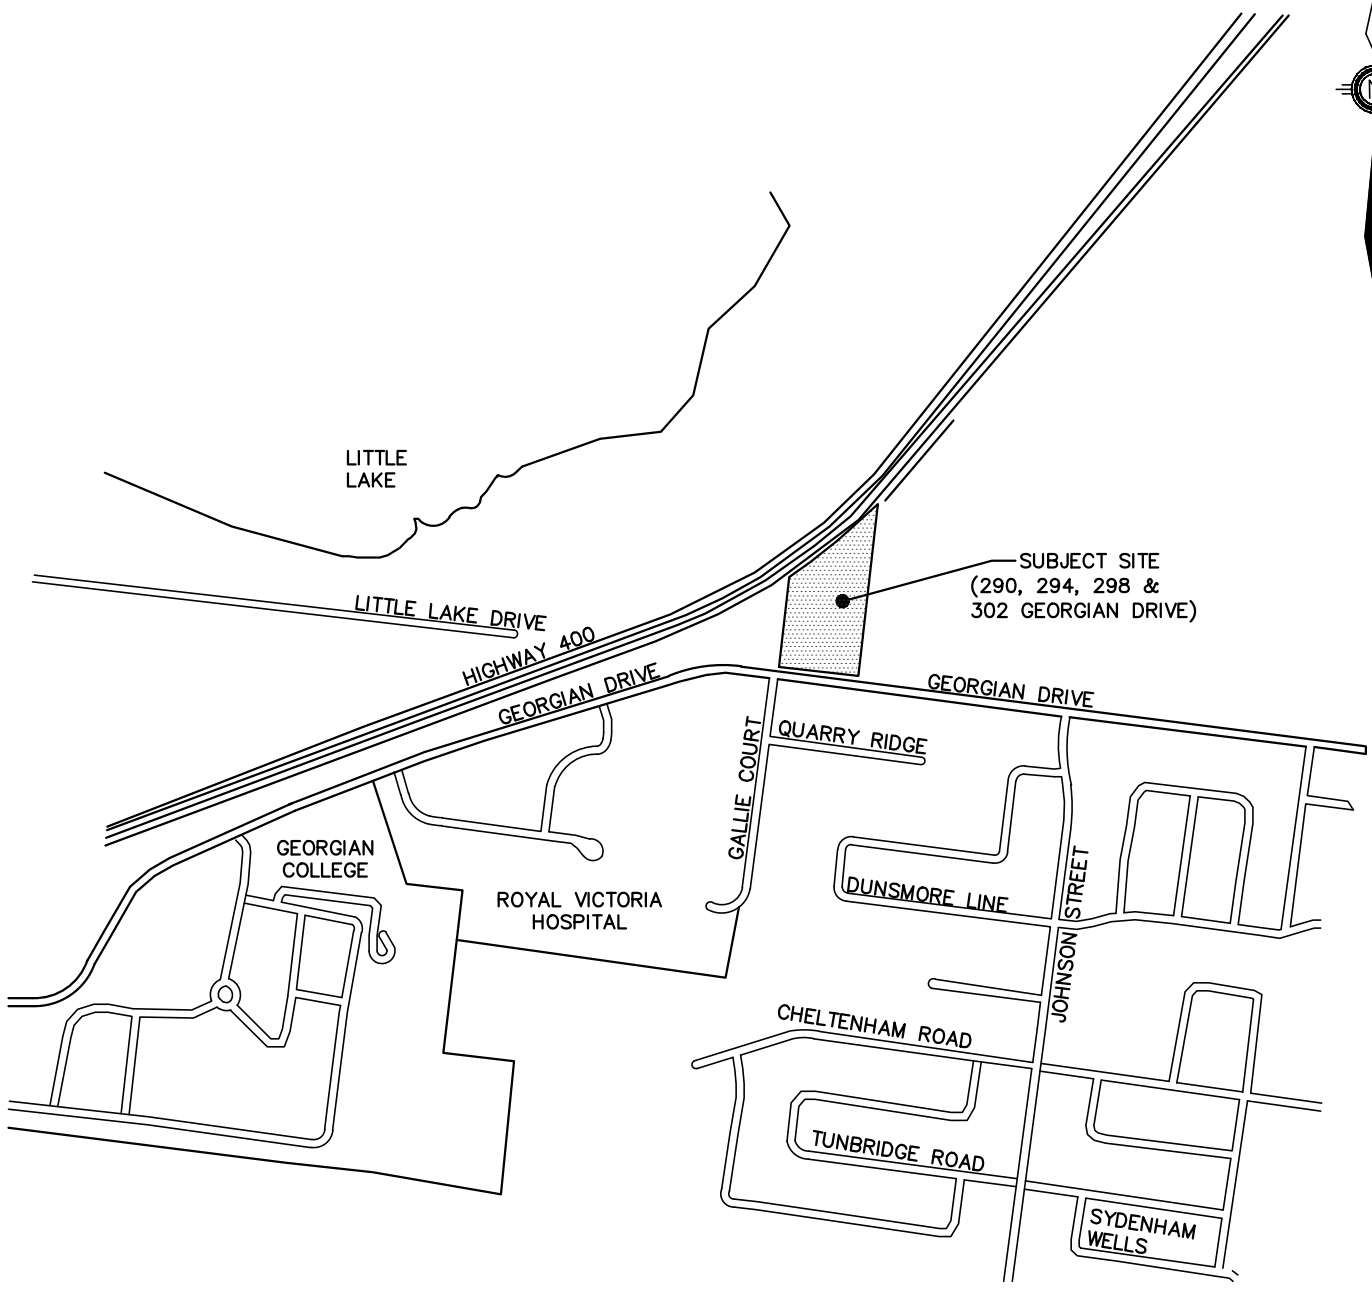 LITTLE
LAKE
SUBJECT SITE
(290, 294, 298 &
302 GEORGIAN DRIVE)
LITTLE LAKE DRIVE
HIGHWAY 400
GEORGIAN DRIVE
GEORGIAN DRIVE
QUARRY RIDGE
GALLIE COURT
GEORGIAN
COLLEGE
ROYAL VICTORIA
HOSPITAL
DUNSMORE LINE
JOHNSON STREET
CHELTENHAM ROAD
TUNBRIDGE ROAD
SYDENHAM
WELLS